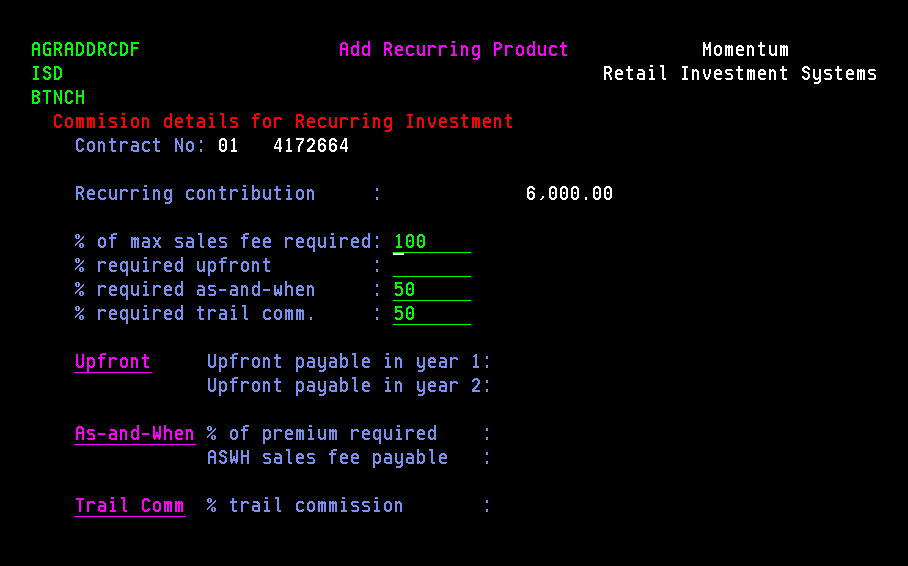 AGRADDRCDF Add Recurring Product Momentum
ISD Retail Investment Systems
BTNCH
Commision details for Recurring Investment
Contract No: 01 4172664
Recurring contribution : 6,000.00
% of max sales fee required: 100
% required upfront :
% required as-and-when : 50
% required trail comm. : 50
Upfront Upfront payable in year 1:
Upfront payable in year 2:
As-and-When % of premium required :
ASWH sales fee payable :
Trail Comm % trail commission :